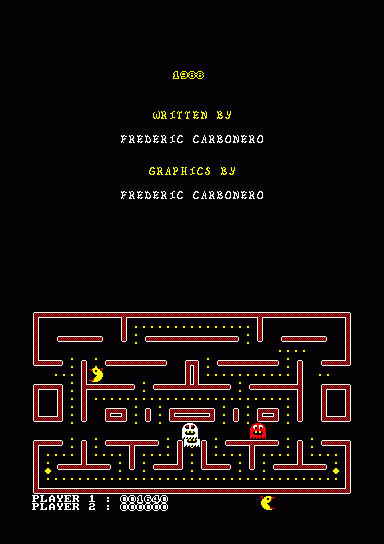 1988
WRITTEN BY
FREDERIC CARBONERO
GRAPHICS BY
FREDERIC CARBONERO
PLAYER 1 : 001640
PLAYER 2 : 000000